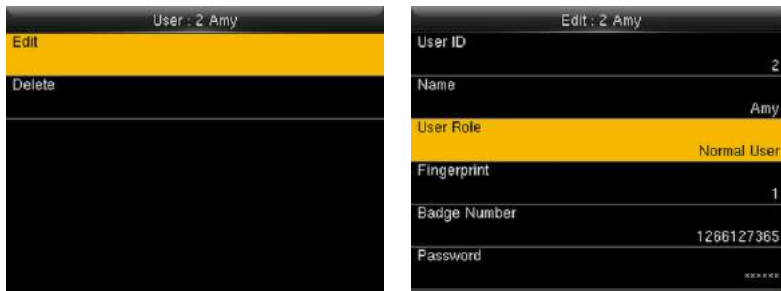 User : 2 Amy
Edit
Delete
Edit : 2 Amy
User ID
2
Name
Amy
User Role
Normal User
Fingerprint
1
Badge Number
1266127365
Password
******